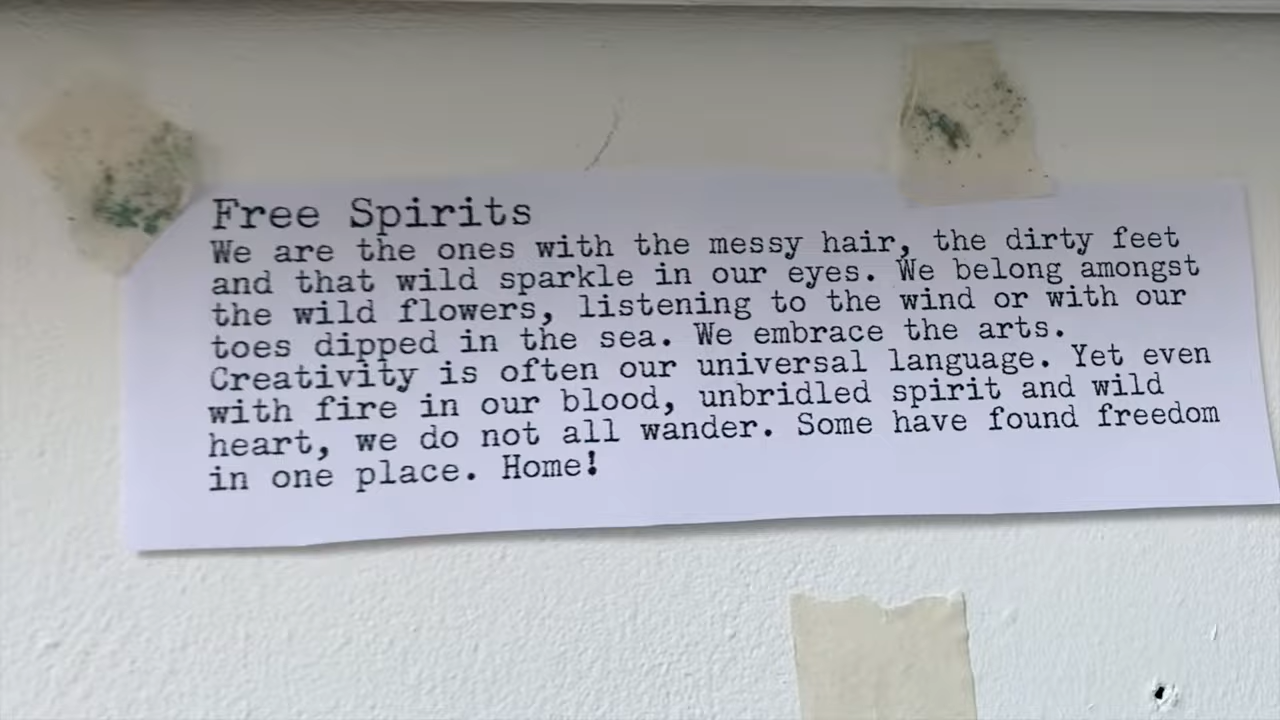 Free Spirits
We are the ones with the messy hair, the dirty feet
and that wild sparkle in our eyes. We belong amongst
the wild flowers, listening to the wind or with our
toes dipped in the sea. We embrace the arts.
Creativity is often our universal language. Yet even
with fire in our blood, unbridled spirit and wild
heart, we do not all wander. Some have found freedom
in one place. Home!